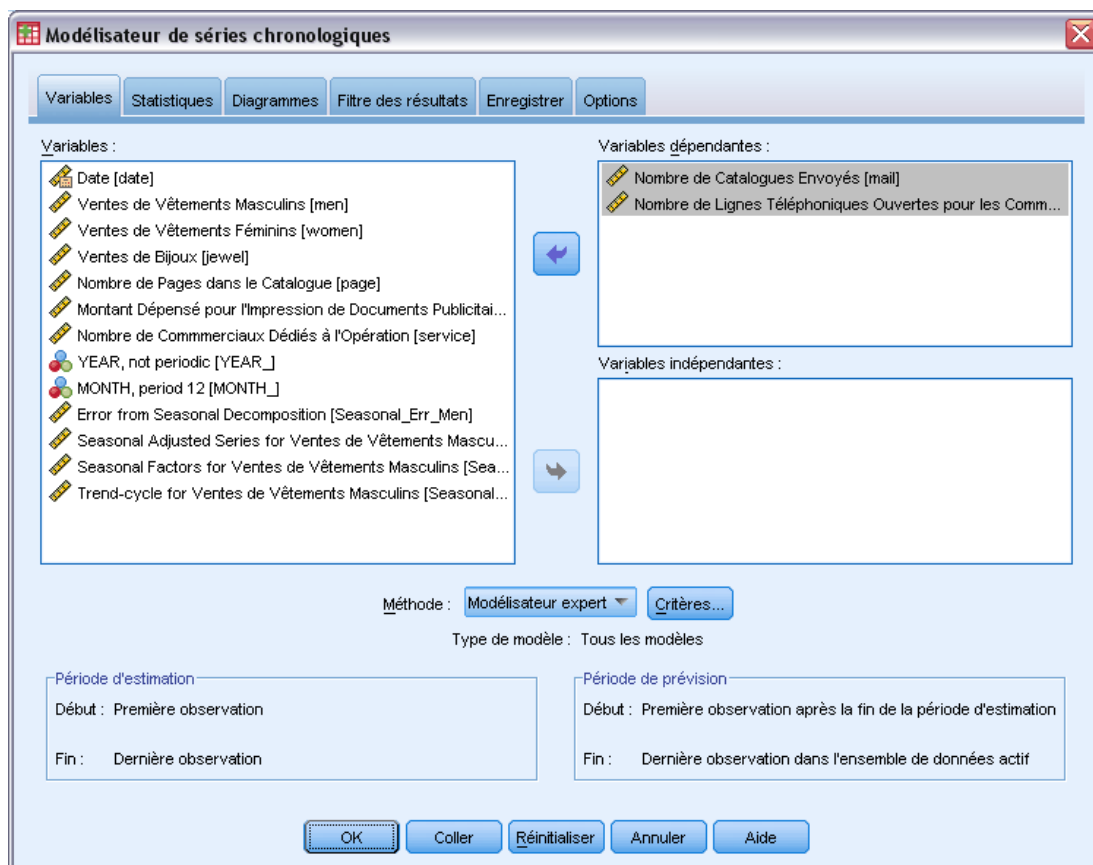 Modélisateur de séries chronologiques
Variables
Statistiques
Diagrammes
Filtre des résultats
Enregistrer
Options
Variables :
Date [date]
Ventes de Vêtements Masculins [men]
Ventes de Vêtements Féminins [women]
Ventes de Bijoux [jewel]
Nombre de Pages dans le Catalogue [page]
Montant Dépensé pour l'Impression de Documents Publicitai...
Nombre de Commmerciaux Dédiés à l'Opération [service]
YEAR, not periodic [YEAR_]
MONTH, period 12 [MONTH_]
Error from Seasonal Decomposition [Seasonal_Err_Men]
Seasonal Adjusted Series for Ventes de Vêtements Mascu...
Seasonal Factors for Ventes de Vêtements Masculins [Sea...
Trend-cycle for Ventes de Vêtements Masculins [Seasonal...
Variables dépendantes :
Nombre de Catalogues Envoyés [mail]
Nombre de Lignes Téléphoniques Ouvertes pour les Comm...
Variables indépendantes :
Méthode : Modélisateur expert Critères...
Type de modèle : Tous les modèles
Période d'estimation
Début : Première observation
Fin : Dernière observation
Période de prévision
Début : Première observation après la fin de la période d'estimation
Fin : Dernière observation dans l'ensemble de données actif
OK
Coller
Réinitialiser
Annuler
Aide